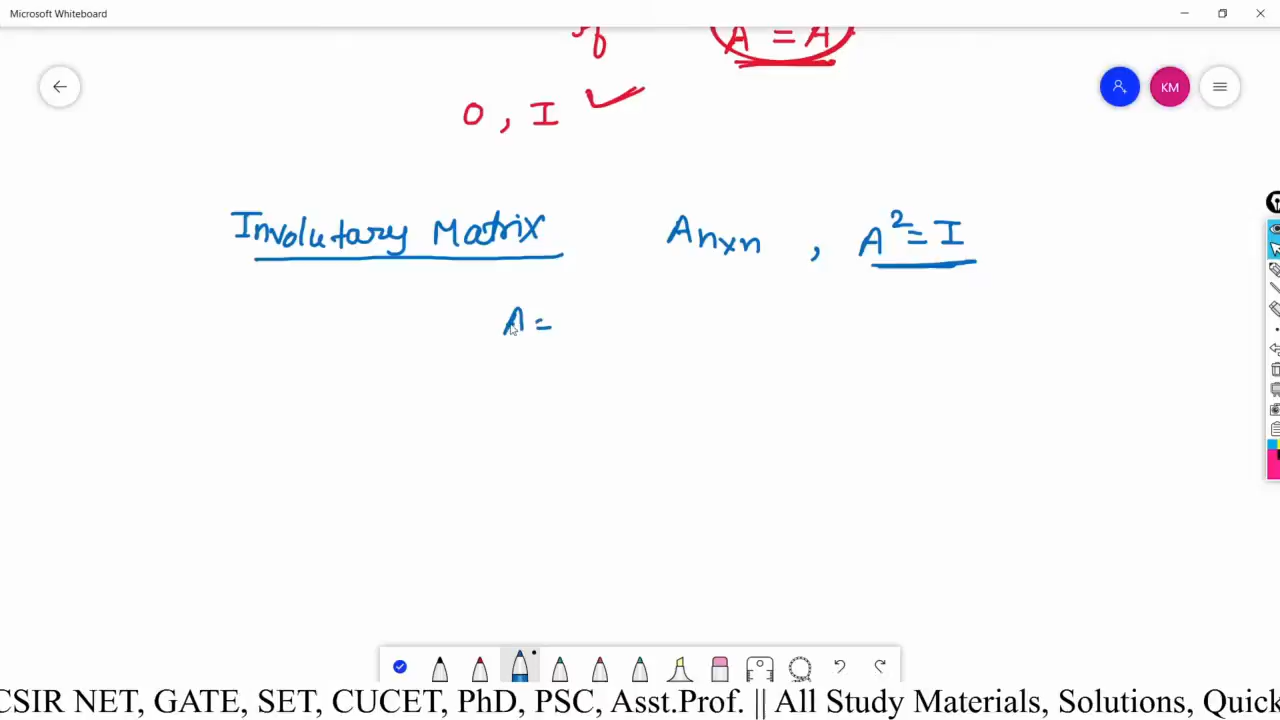 Microsoft Whiteboard
if A = A
O , I
KM
Involutary Matrix Anxn , A² = I
A =
CSIR NET, GATE, SET, CUCET, PhD, PSC, Asst.Prof. || All Study Materials, Solutions, Quick